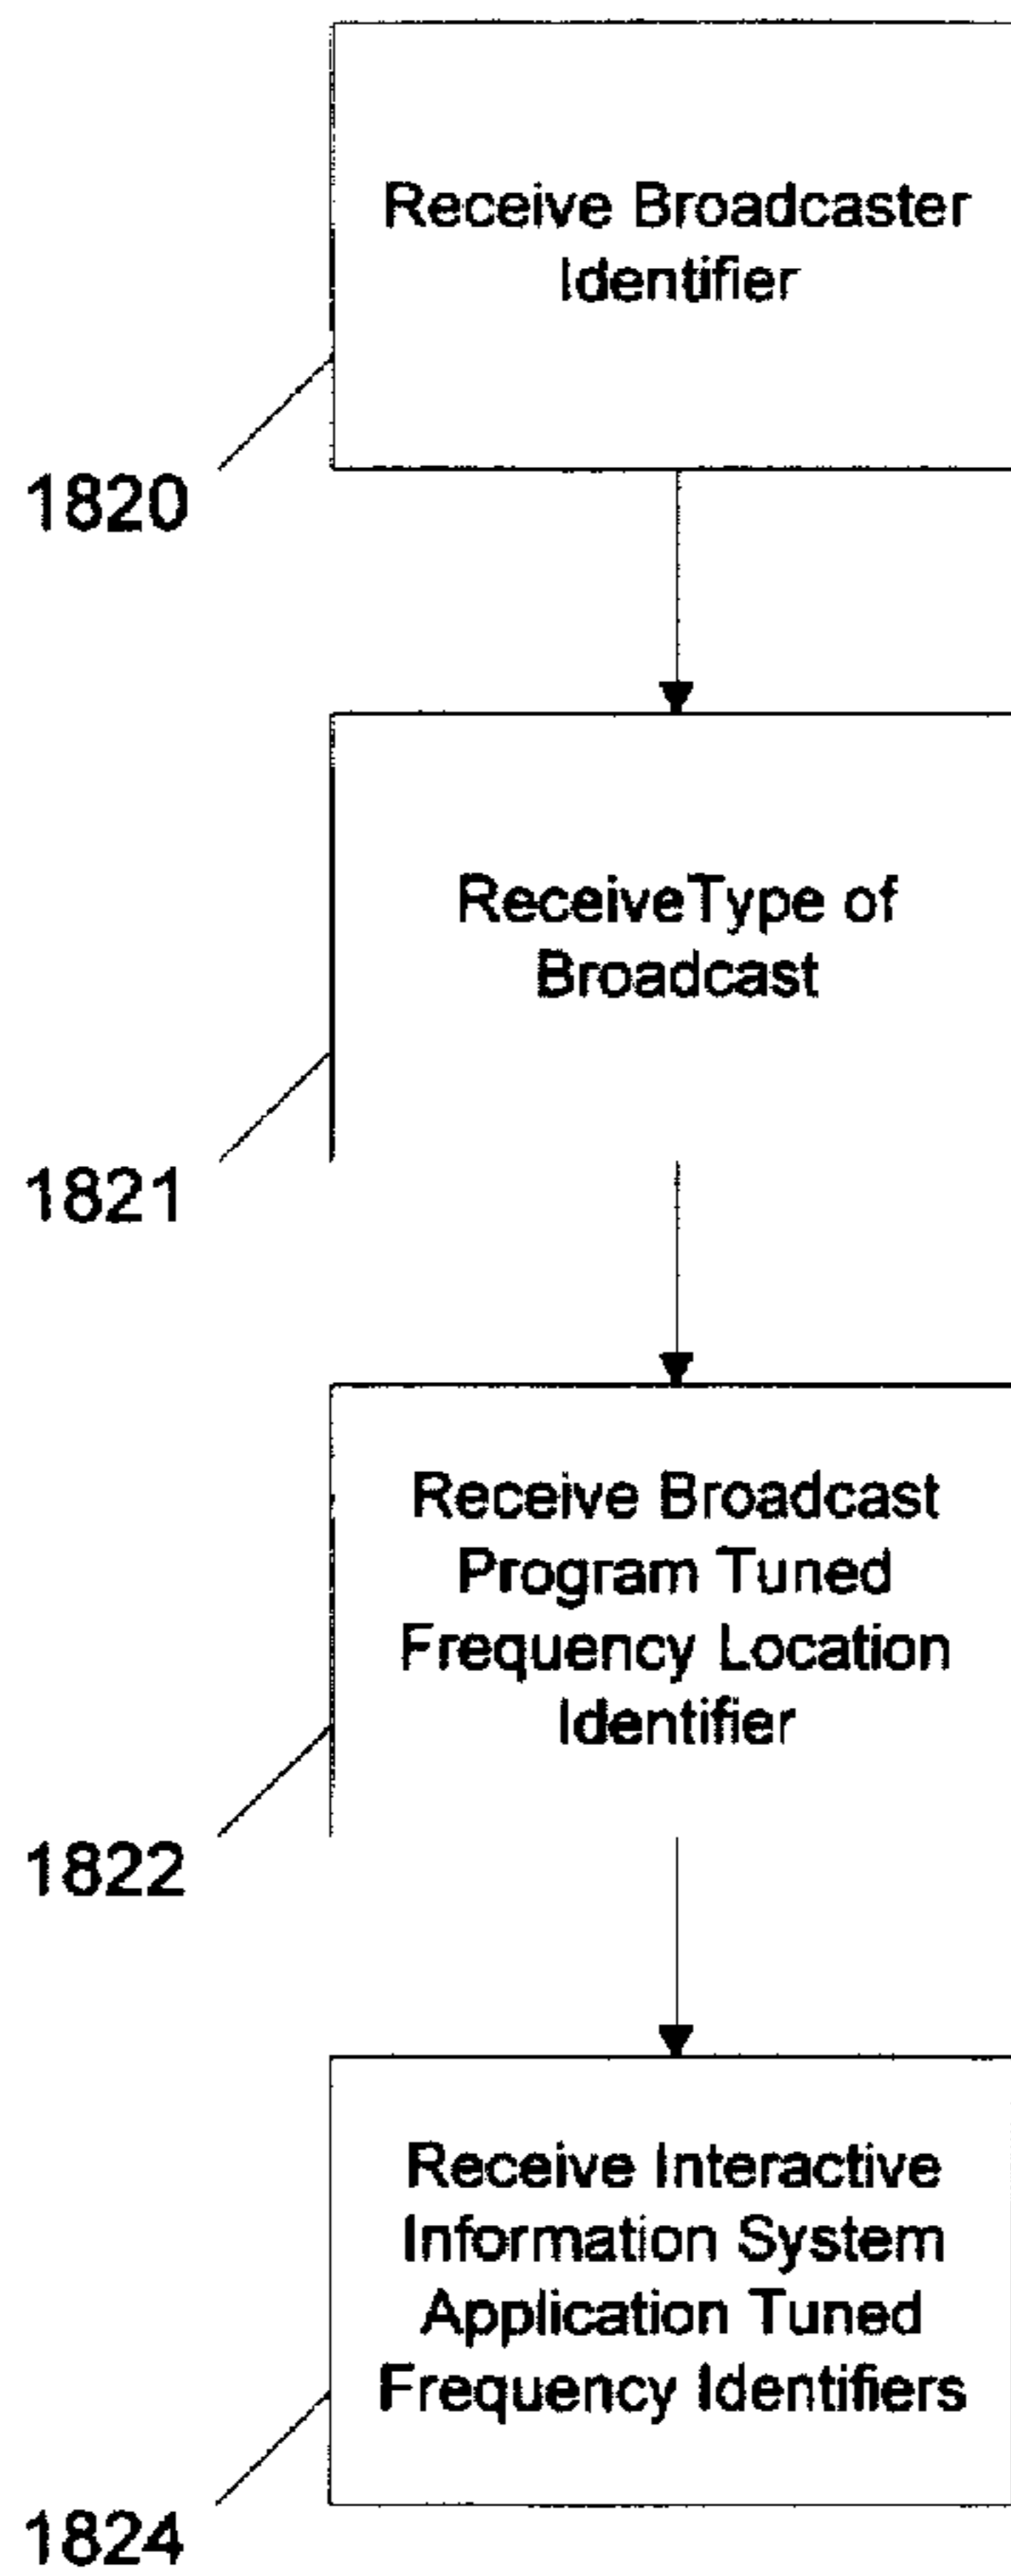 Receive Broadcaster
Identifier
1820
ReceiveType of
Broadcast
1821
Receive Broadcast
Program Tuned
Frequency Location
Identifier
1822
Receive Interactive
Information System
Application Tuned
Frequency Identifiers
1824